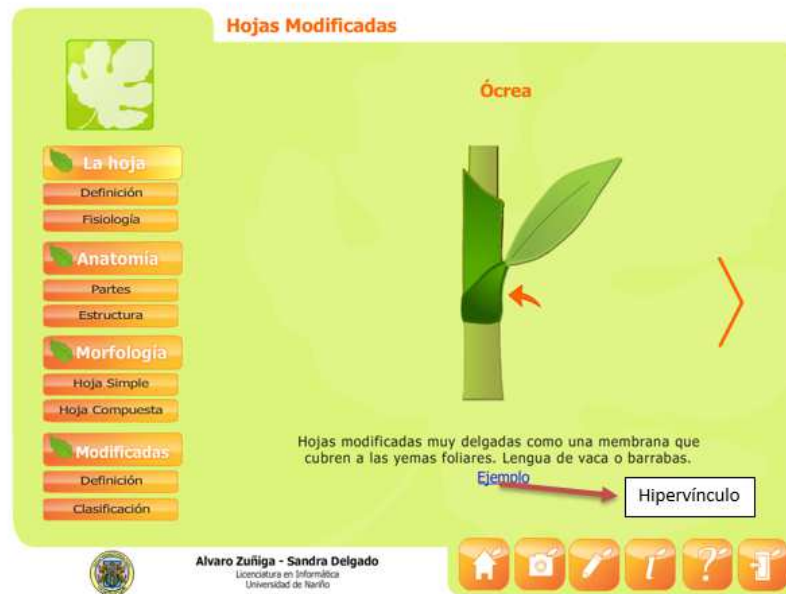 Hojas Modificadas
Ócrea
La hoja
Definición
Fisiología
Anatomía
Partes
Estructura
Morfología
Hoja Simple
Hoja Compuesta
Modificadas
Definición
Clasificación
Hojas modificadas muy delgadas como una membrana que
cubren a las yemas foliares. Lengua de vaca o barrabas.
Ejemplo
Hipervínculo
Alvaro Zuñiga - Sandra Delgado
Licenciatura en Informática
Universidad de Nariño